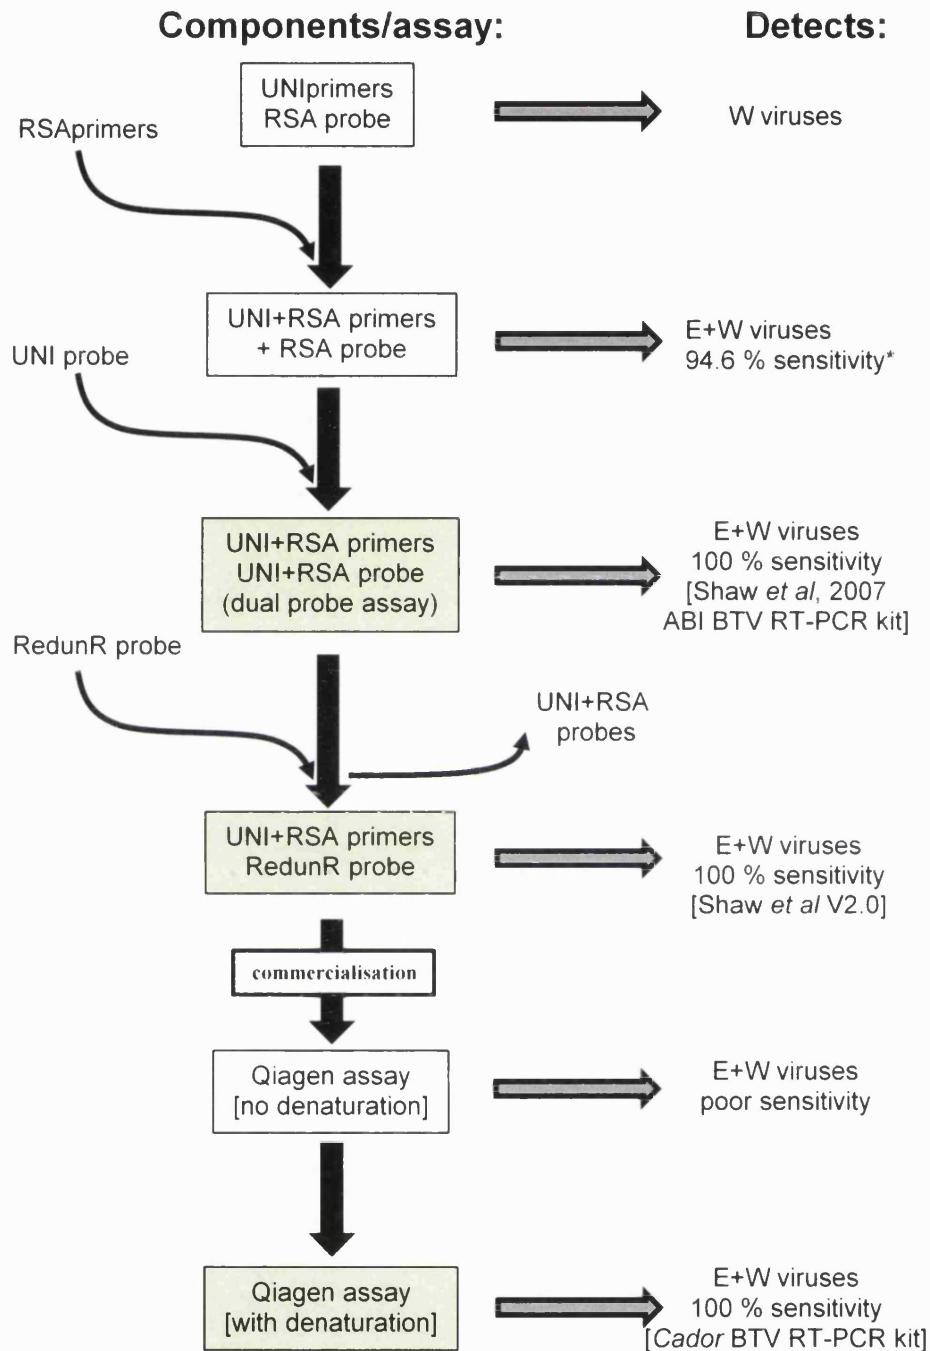 Components/assay:
Detects:
UNIprimers
RSA probe
W viruses
RSAprimers
UNI+RSA primers
+ RSA probe
E+W viruses
94.6 % sensitivity*
UNI probe
UNI+RSA primers
UNI+RSA probe
(dual probe assay)
E+W viruses
100 % sensitivity
[Shaw et al, 2007
ABI BTV RT-PCR kit]
RedunR probe
UNI+RSA
probes
UNI+RSA primers
RedunR probe
E+W viruses
100 % sensitivity
[Shaw et al V2.0]
commercialisation
Qiagen assay
[no denaturation]
E+W viruses
poor sensitivity
Qiagen assay
[with denaturation]
E+W viruses
100 % sensitivity
[Cador BTV RT-PCR kit]